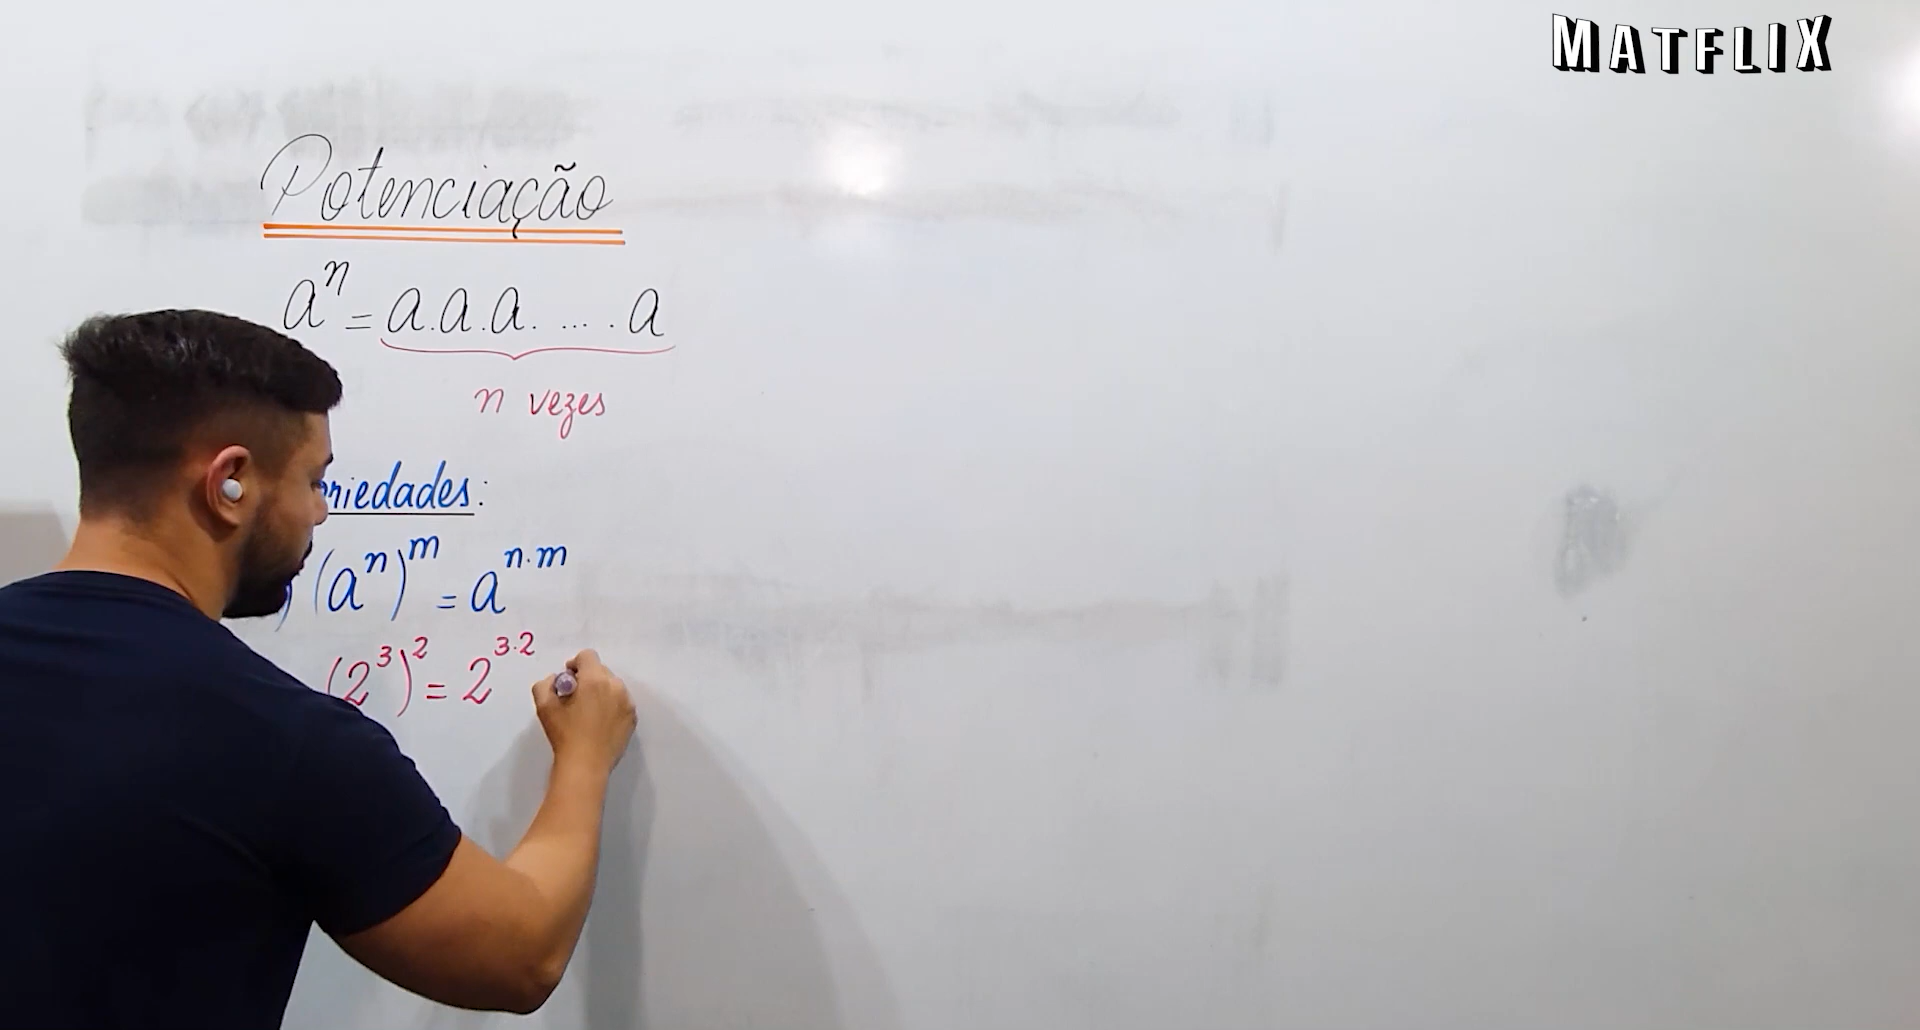 MATFLIX
Potenciação
aⁿ = a.a.a. ... .a
n vezes
riedades:
) (aⁿ)ᵐ = aⁿ·ᵐ
(2³)² = 2³·²